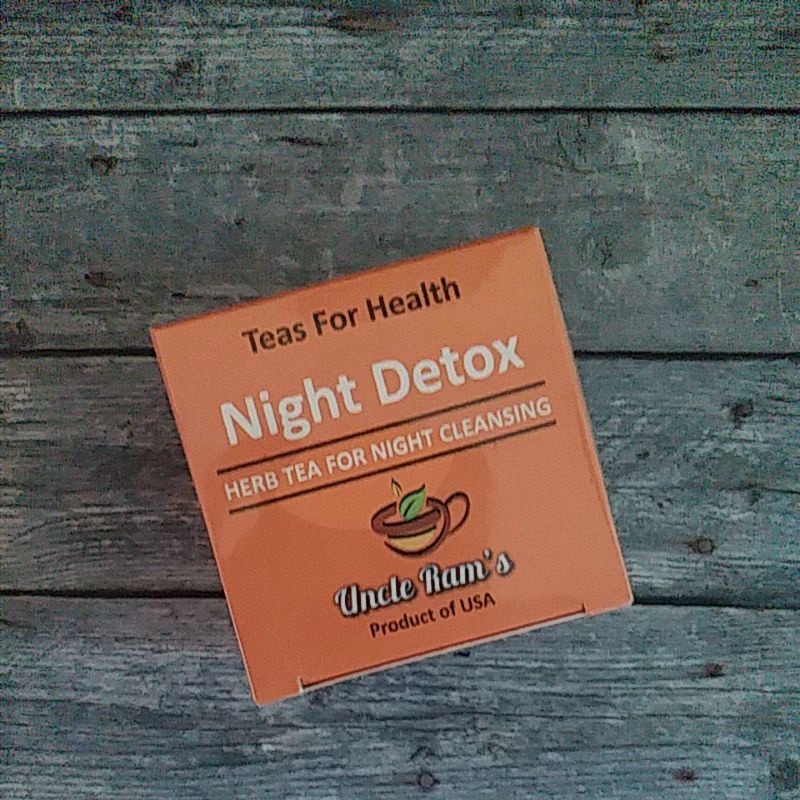 Teas For Health
Night Detox
HERB TEA FOR NIGHT CLEANSING
Uncle Ram's
Product of USA